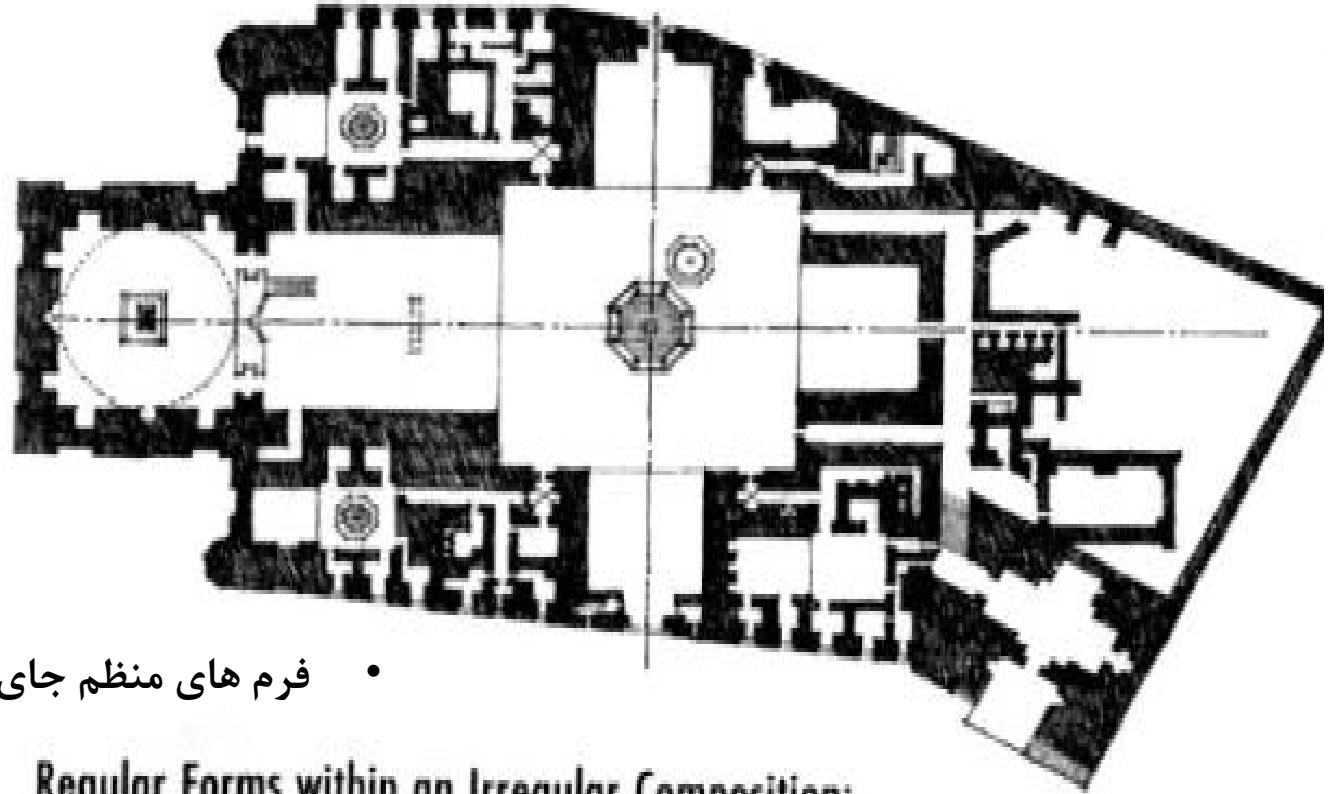 • فرم های منظم جای
Regular Forms within an Irregular Composition: